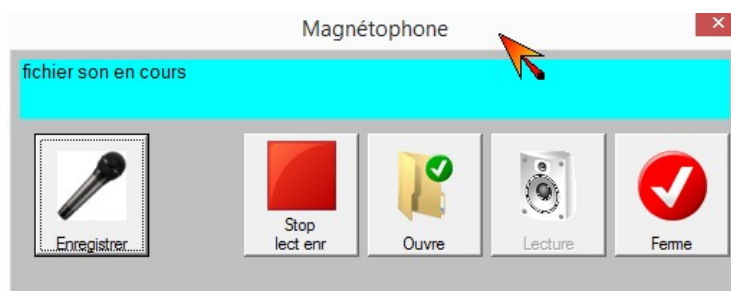 Magnétophone
fichier son en cours
Enregistrer
Stop
lect enr
Ouvre
Lecture
Ferme